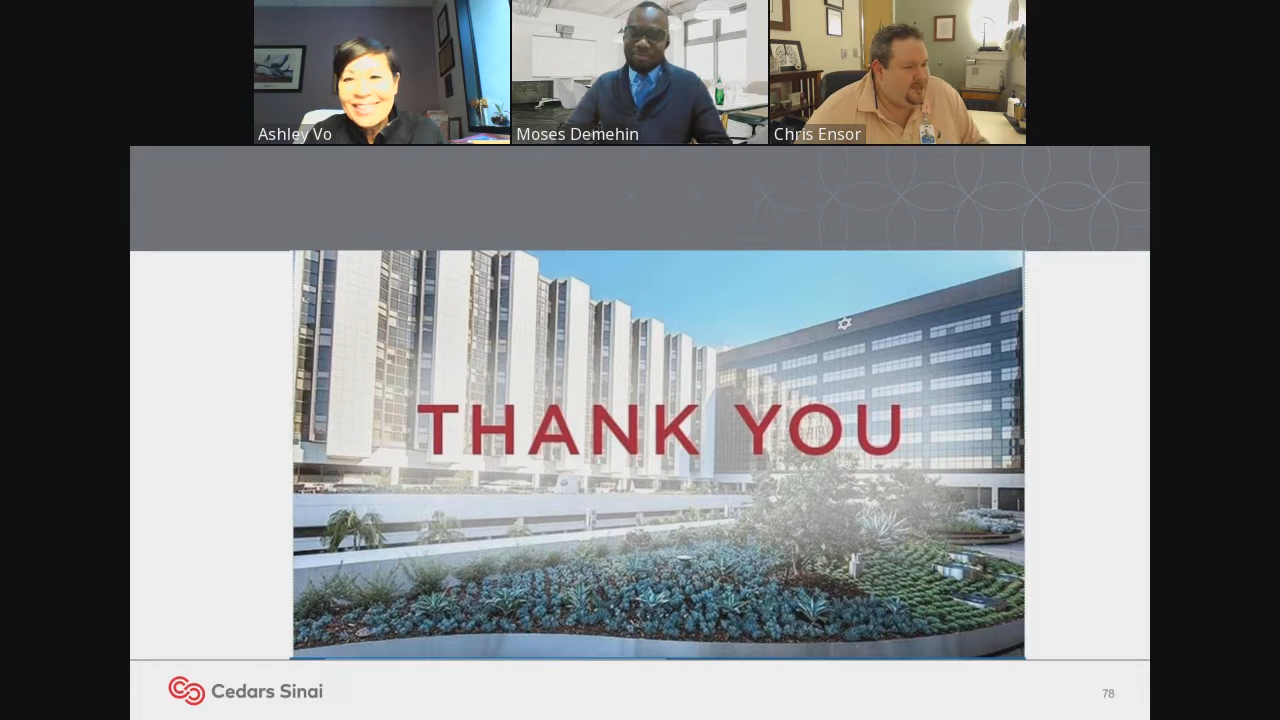 Ashley Vo
Moses Demehin
Chris Ensor
THANK YOU
Cedars Sinai
78